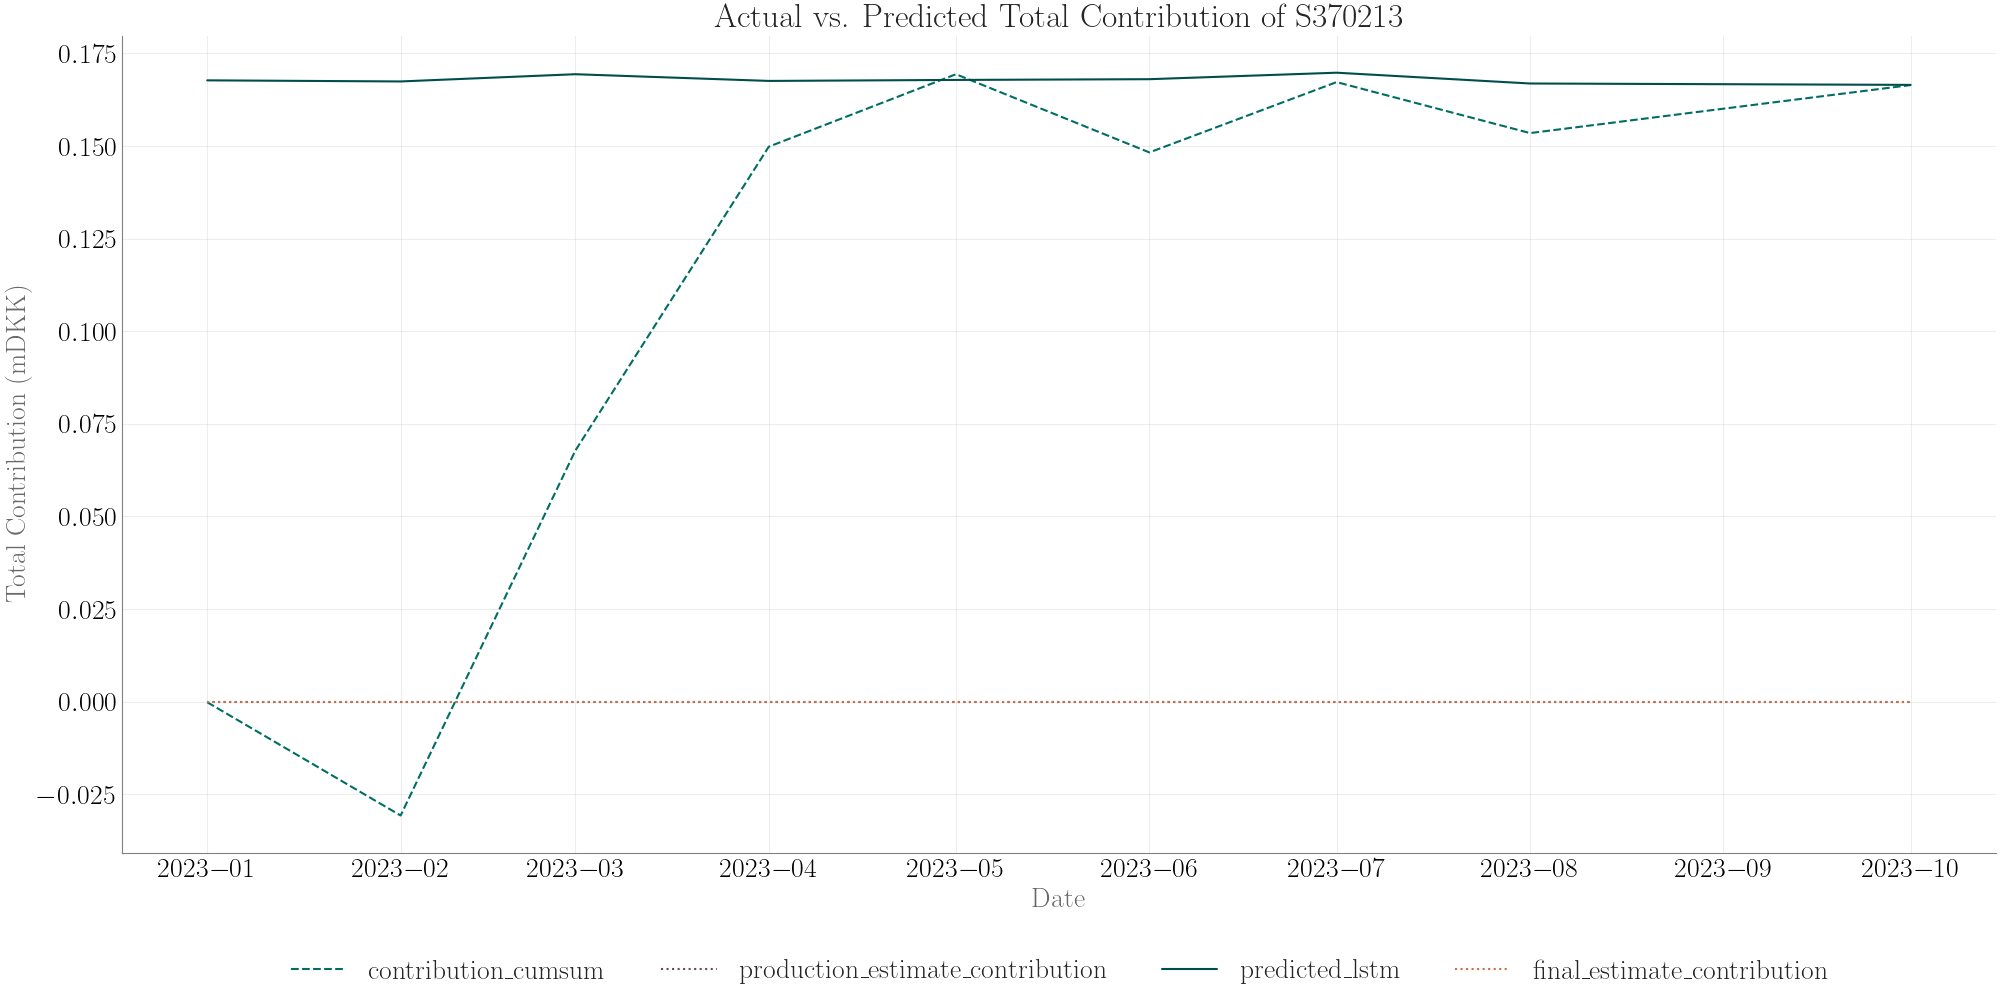 Actual vs. Predicted Total Contribution of S370213
Total Contribution (mDKK)
0.175
0.150
0.125
0.100
0.075
0.050
0.025
0.000
−0.025
2023−01 2023−02 2023−03 2023−04 2023−05 2023−06 2023−07 2023−08 2023−09 2023−10
Date
contribution_cumsum production_estimate_contribution predicted_lstm final_estimate_contribution